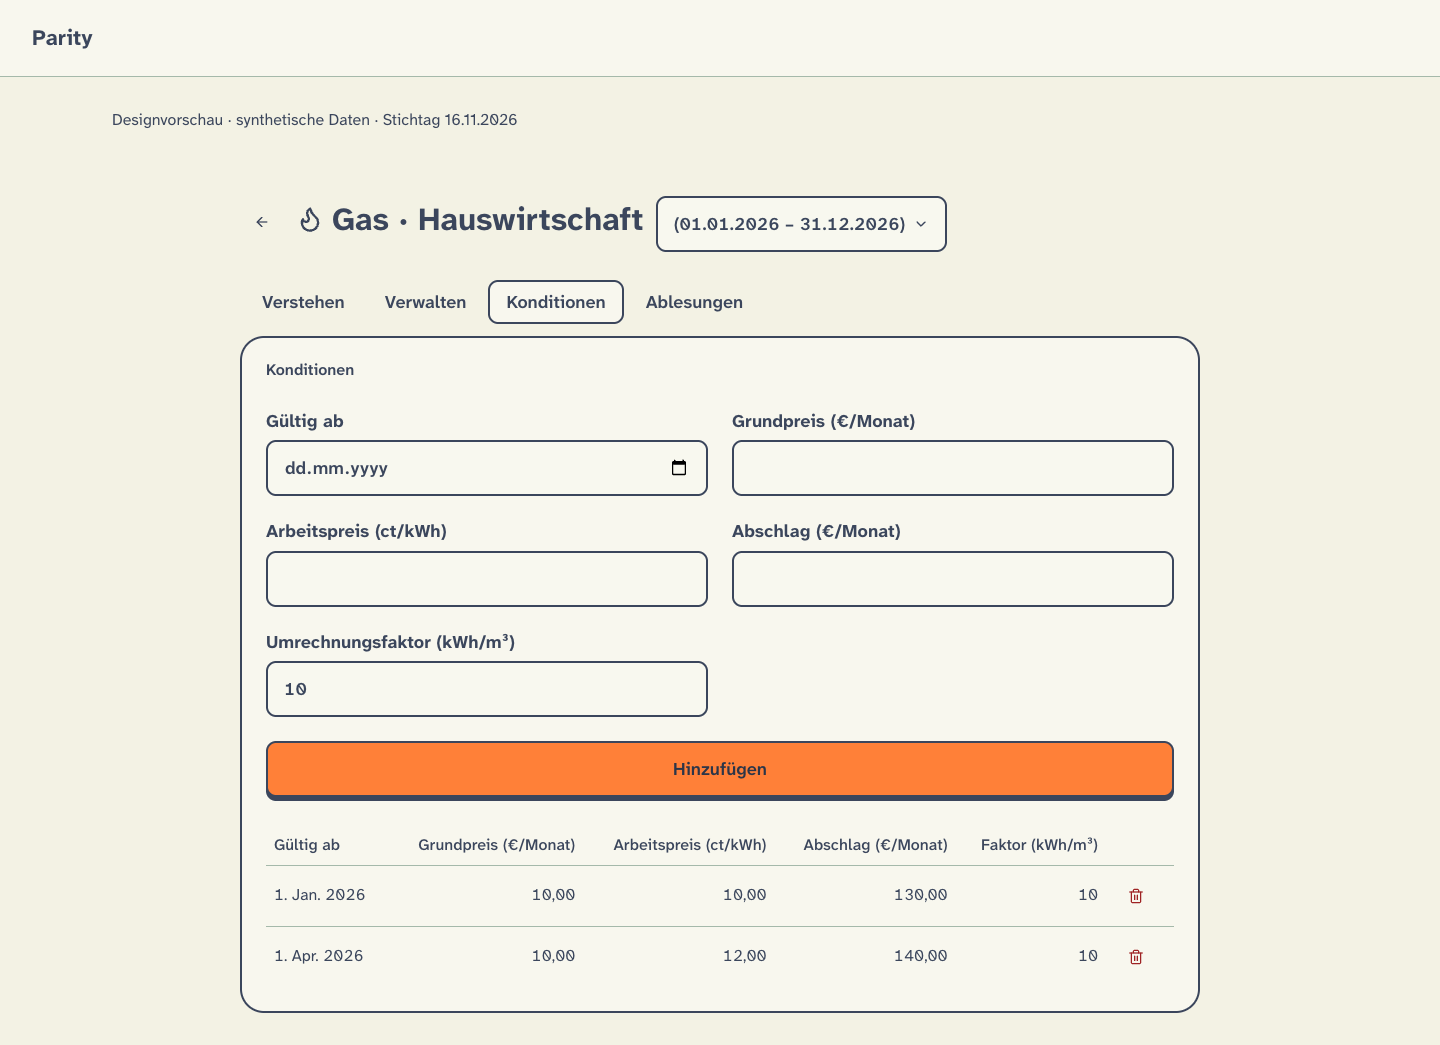 Parity
Designvorschau · synthetische Daten · Stichtag 16.11.2026
Gas · Hauswirtschaft (01.01.2026 – 31.12.2026)
Verstehen Verwalten Konditionen Ablesungen
Konditionen
Gültig ab Grundpreis (€/Monat)
dd.mm.yyyy
Arbeitspreis (ct/kWh) Abschlag (€/Monat)
Umrechnungsfaktor (kWh/m³)
10
Hinzufügen
Gültig ab Grundpreis (€/Monat) Arbeitspreis (ct/kWh) Abschlag (€/Monat) Faktor (kWh/m³)
1. Jan. 2026 10,00 10,00 130,00 10
1. Apr. 2026 10,00 12,00 140,00 10